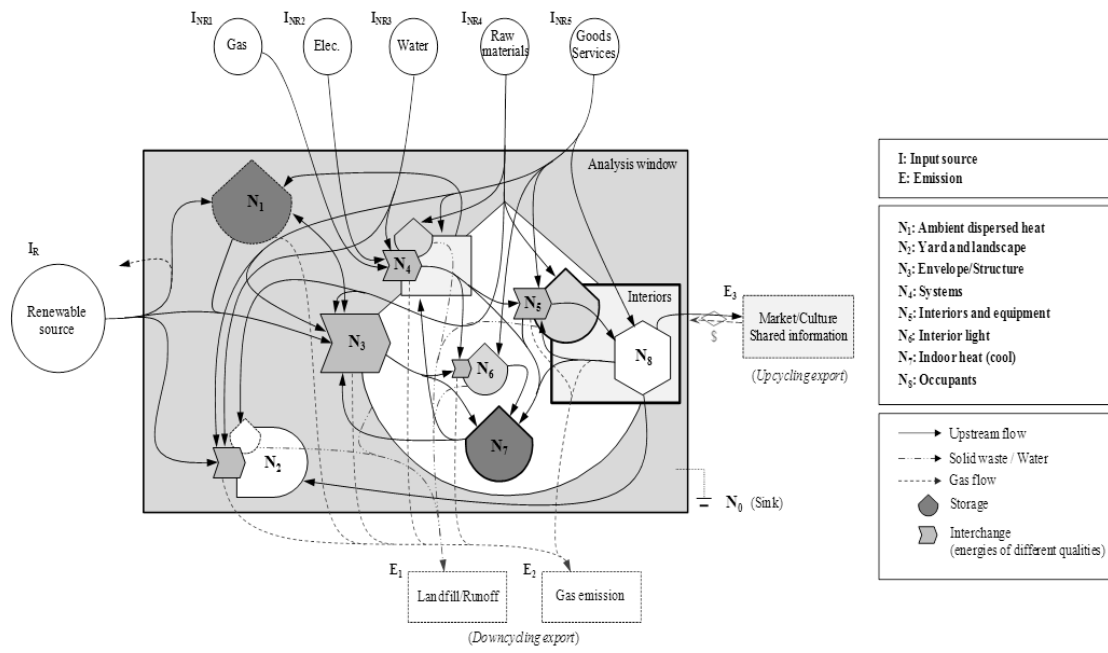 I_NR1
I_NR2
I_NR3
I_NR4
I_NR5
Gas
Elec.
Water
Raw
materials
Goods
Services
Analysis window
I_R
Renewable
source
N₁
N₄
N₅
N₃
N₆
N₇
N₂
N₈
Interiors
E₃
$
Market/Culture
Shared information
(Upcycling export)
N₀ (Sink)
E₁
Landfill/Runoff
E₂
Gas emission
(Downcycling export)
I: Input source
E: Emission
N₁: Ambient dispersed heat
N₂: Yard and landscape
N₃: Envelope/Structure
N₄: Systems
N₅: Interiors and equipment
N₆: Interior light
N₇: Indoor heat (cool)
N₈: Occupants
Upstream flow
Solid waste / Water
Gas flow
Storage
Interchange
(energies of different qualities)